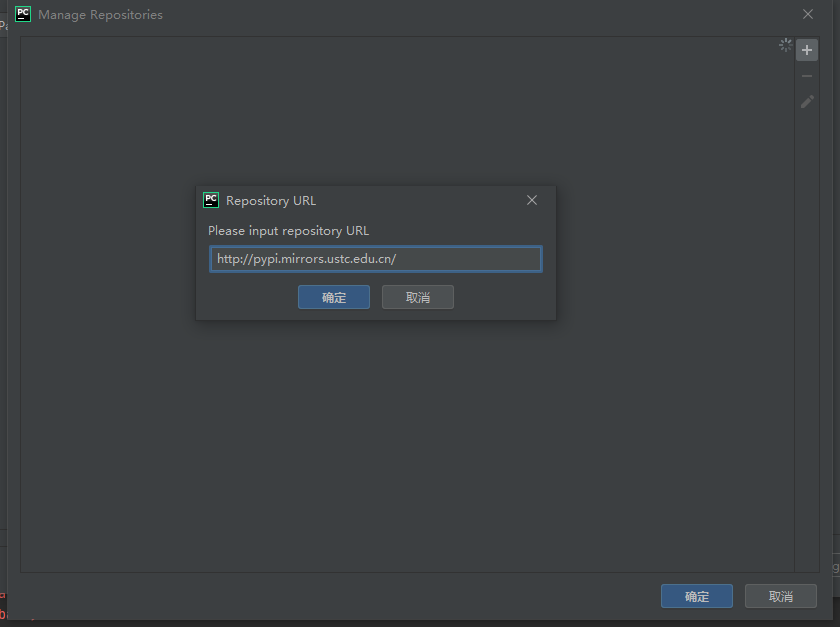 PC Manage Repositories
Pa
PC Repository URL
Please input repository URL
http://pypi.mirrors.ustc.edu.cn/
确定 取消
确定 取消